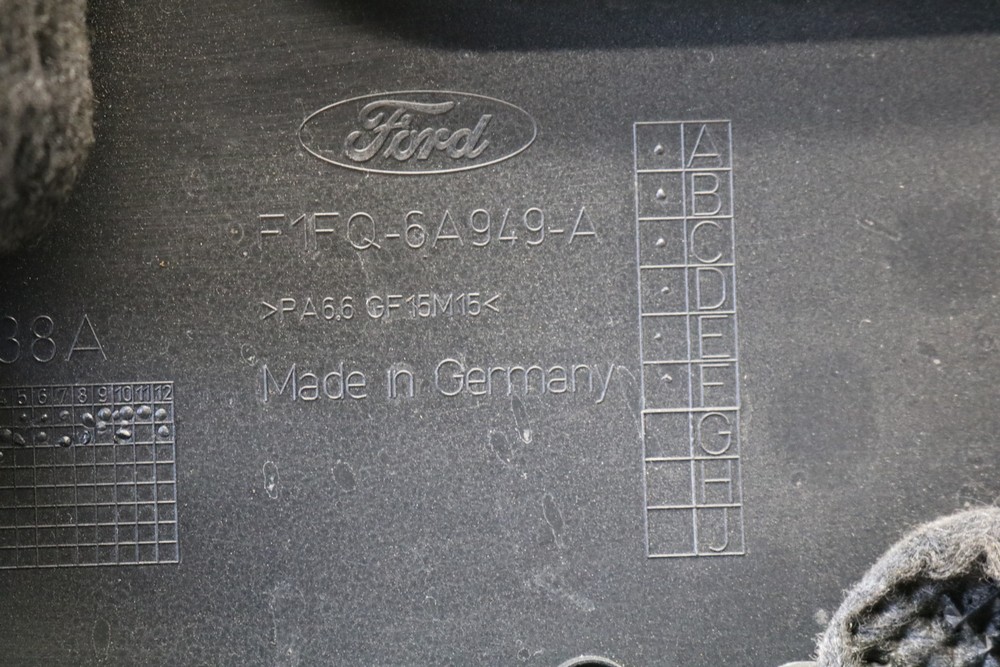 Ford
F1FQ-6A949-A
>PA6.6 GF15M15<
Made in Germany
38A
5 6 7 8 9 10 11 12
A
B
C
D
E
F
G
H
J